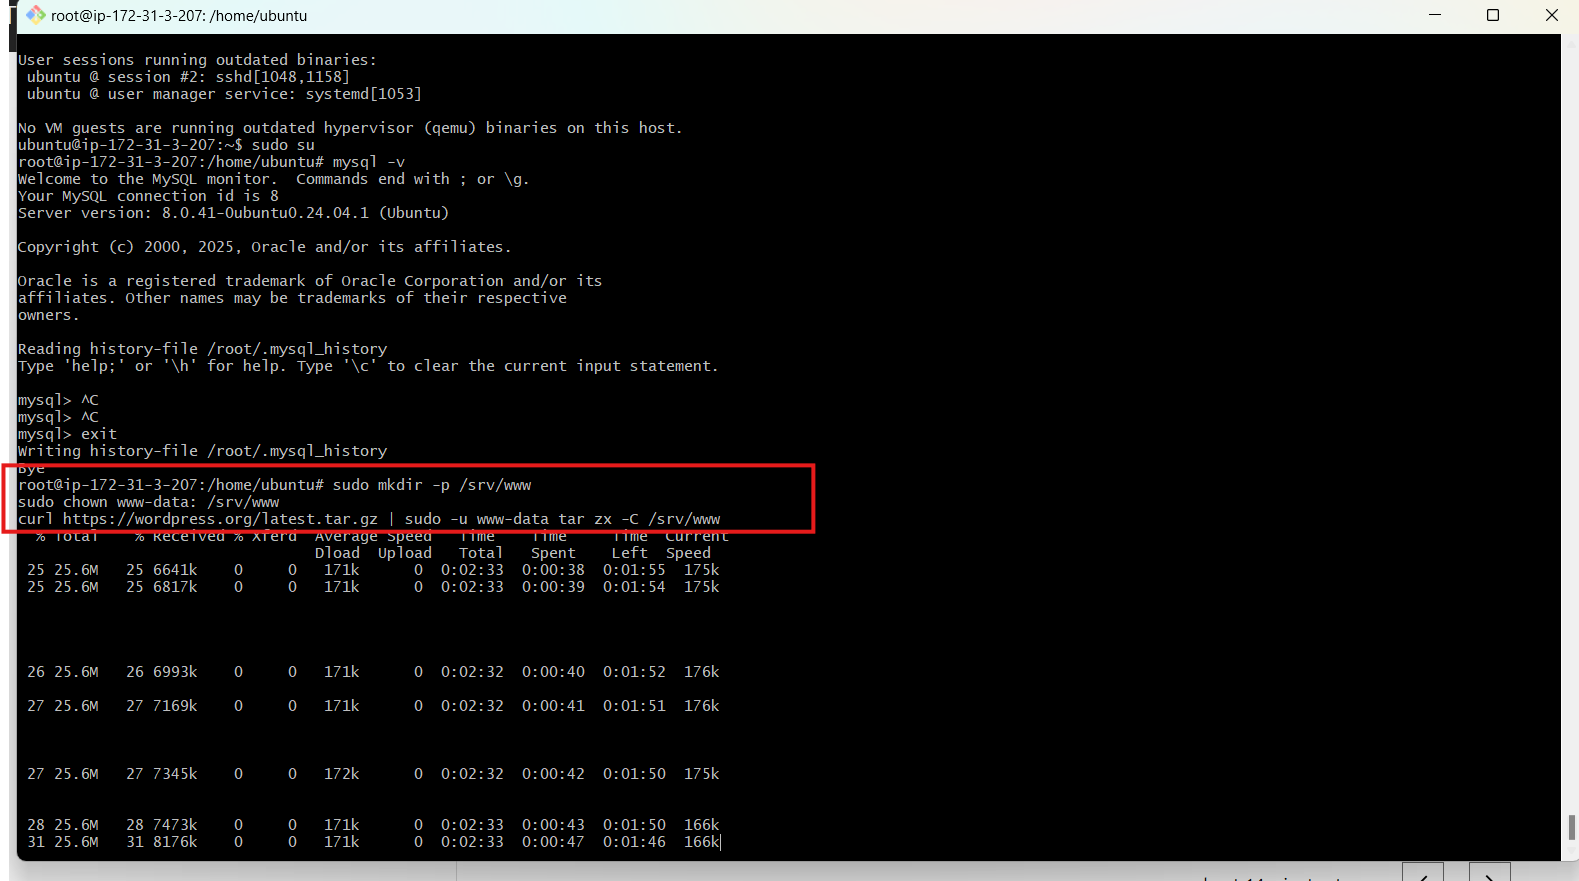 root@ip-172-31-3-207: /home/ubuntu
User sessions running outdated binaries:
ubuntu @ session #2: sshd[1048,1158]
ubuntu @ user manager service: systemd[1053]
No VM guests are running outdated hypervisor (qemu) binaries on this host.
ubuntu@ip-172-31-3-207:~$ sudo su
root@ip-172-31-3-207:/home/ubuntu# mysql -v
Welcome to the MySQL monitor.  Commands end with ; or \g.
Your MySQL connection id is 8
Server version: 8.0.41-0ubuntu0.24.04.1 (Ubuntu)
Copyright (c) 2000, 2025, Oracle and/or its affiliates.
Oracle is a registered trademark of Oracle Corporation and/or its
affiliates. Other names may be trademarks of their respective
owners.
Reading history-file /root/.mysql_history
Type 'help;' or '\h' for help. Type '\c' to clear the current input statement.
mysql> ^C
mysql> ^C
mysql> exit
Writing history-file /root/.mysql_history
Bye
root@ip-172-31-3-207:/home/ubuntu# sudo mkdir -p /srv/www
sudo chown www-data: /srv/www
curl https://wordpress.org/latest.tar.gz | sudo -u www-data tar zx -C /srv/www
% Total    % Received % Xferd  Average Speed   Time    Time     Time  Current
Dload  Upload   Total   Spent    Left  Speed
25 25.6M   25 6641k    0     0   171k      0  0:02:33  0:00:38  0:01:55  175k
25 25.6M   25 6817k    0     0   171k      0  0:02:33  0:00:39  0:01:54  175k
26 25.6M   26 6993k    0     0   171k      0  0:02:32  0:00:40  0:01:52  176k
27 25.6M   27 7169k    0     0   171k      0  0:02:32  0:00:41  0:01:51  176k
27 25.6M   27 7345k    0     0   172k      0  0:02:32  0:00:42  0:01:50  175k
28 25.6M   28 7473k    0     0   171k      0  0:02:33  0:00:43  0:01:50  166k
31 25.6M   31 8176k    0     0   171k      0  0:02:33  0:00:47  0:01:46  166k